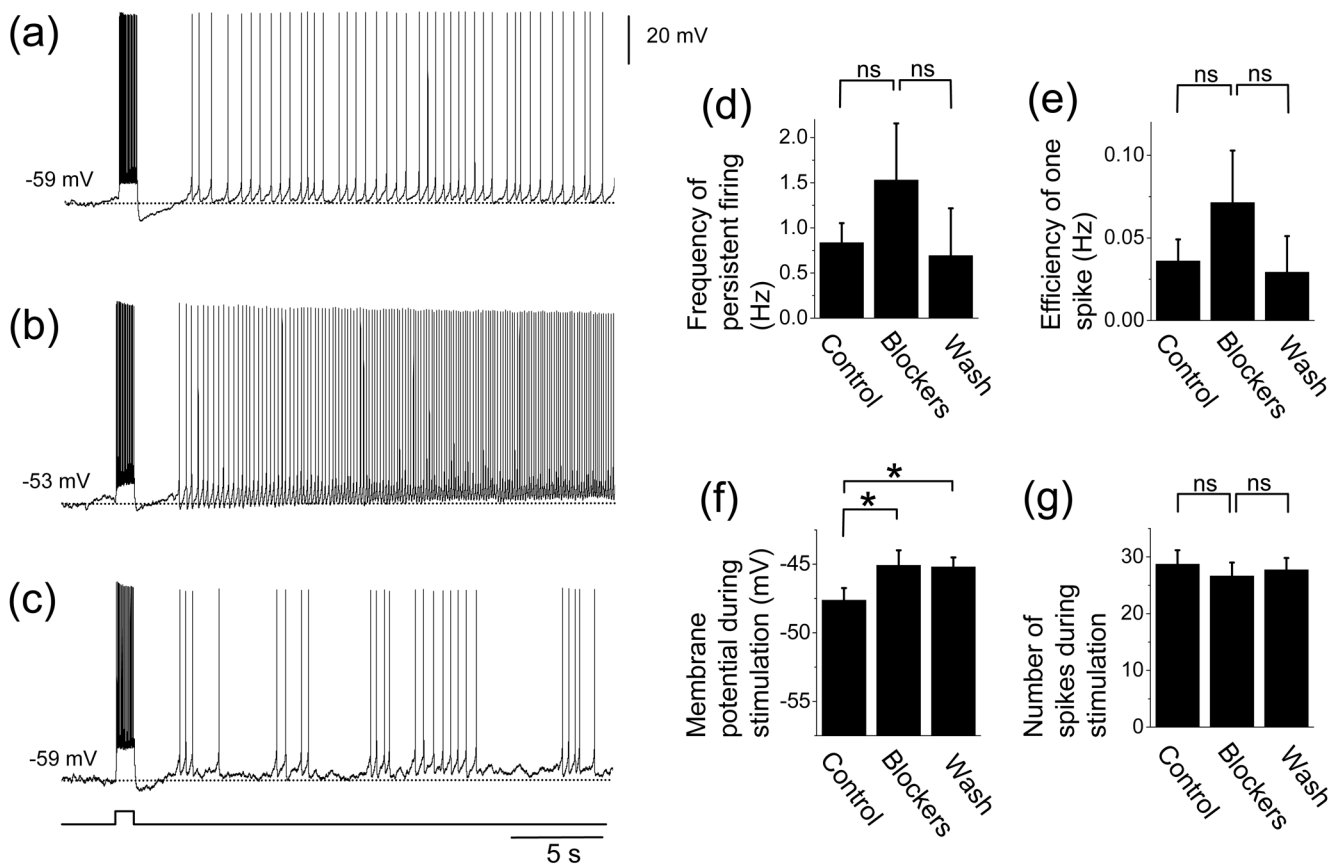 (a)
20 mV
-59 mV
(b)
-53 mV
(c)
-59 mV
5 s
(d)
ns
ns
Frequency of
persistent firing
(Hz)
2.0
1.5
1.0
0.5
0.0
Control
Blockers
Wash
(e)
ns
ns
Efficiency of one
spike (Hz)
0.10
0.05
0.00
Control
Blockers
Wash
(f)
*
*
Membrane
potential during
stimulation (mV)
-45
-50
-55
Control
Blockers
Wash
(g)
ns
ns
Number of
spikes during
stimulation
30
20
10
0
Control
Blockers
Wash